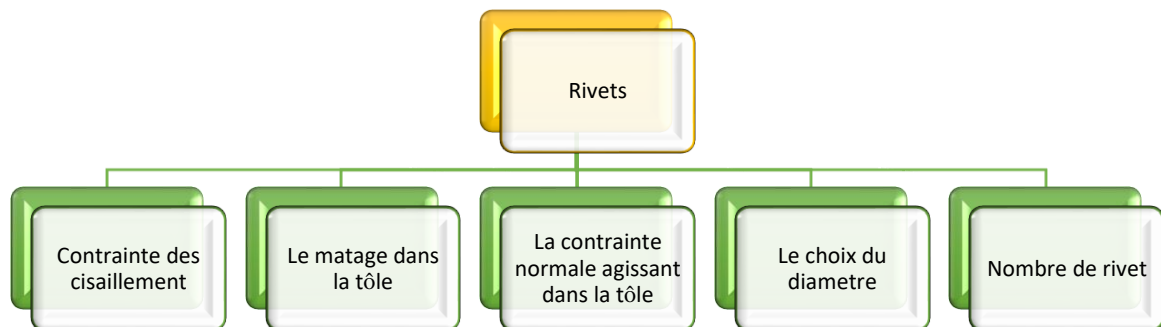 Rivets
Contrainte des
cisaillement
Le matage dans
la tôle
La contrainte
normale agissant
dans la tôle
Le choix du
diametre
Nombre de rivet